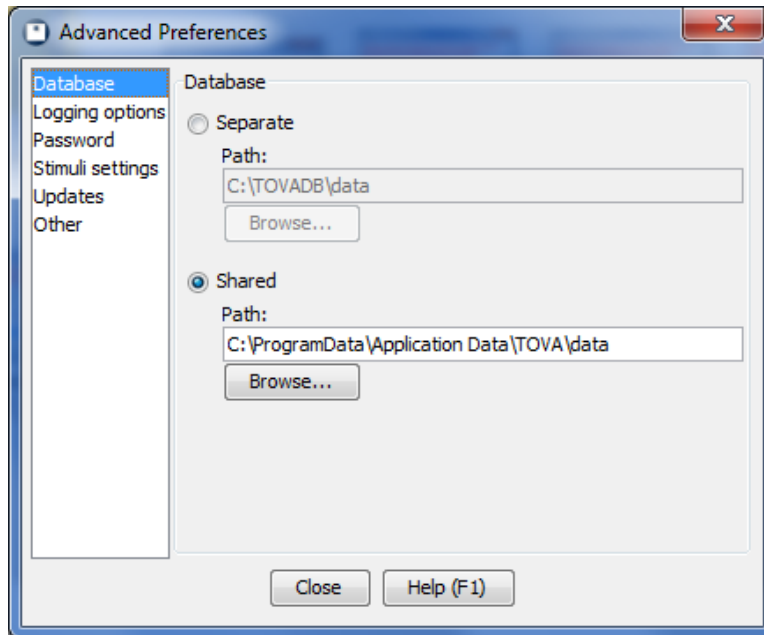 Advanced Preferences
Database
Logging options
Password
Stimuli settings
Updates
Other
Database
Separate
Path:
C:\TOVADB\data
Browse...
Shared
Path:
C:\ProgramData\Application Data\TOVA\data
Browse...
Close
Help (F1)